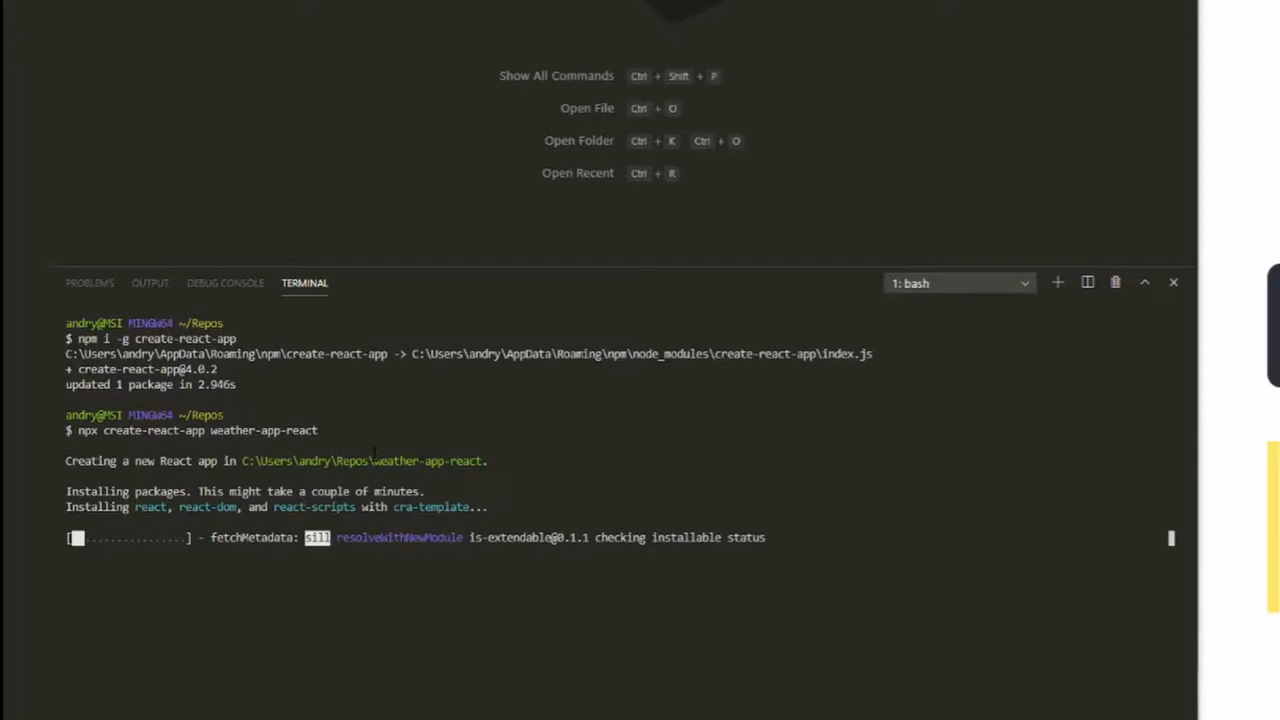 Show All Commands Ctrl + Shift + P
Open File Ctrl + O
Open Folder Ctrl + K Ctrl + O
Open Recent Ctrl + R
PROBLEMS OUTPUT DEBUG CONSOLE TERMINAL 1: bash
andry@MSI MINGW64 ~/Repos
$ npm i -g create-react-app
C:\Users\andry\AppData\Roaming\npm\create-react-app -> C:\Users\andry\AppData\Roaming\npm\node_modules\create-react-app\index.js
+ create-react-app@4.0.2
updated 1 package in 2.946s
andry@MSI MINGW64 ~/Repos
$ npx create-react-app weather-app-react
Creating a new React app in C:\Users\andry\Repos\weather-app-react.
Installing packages. This might take a couple of minutes.
Installing react, react-dom, and react-scripts with cra-template...
[ ................] - fetchMetadata: sill resolveWithNewModule is-extendable@0.1.1 checking installable status